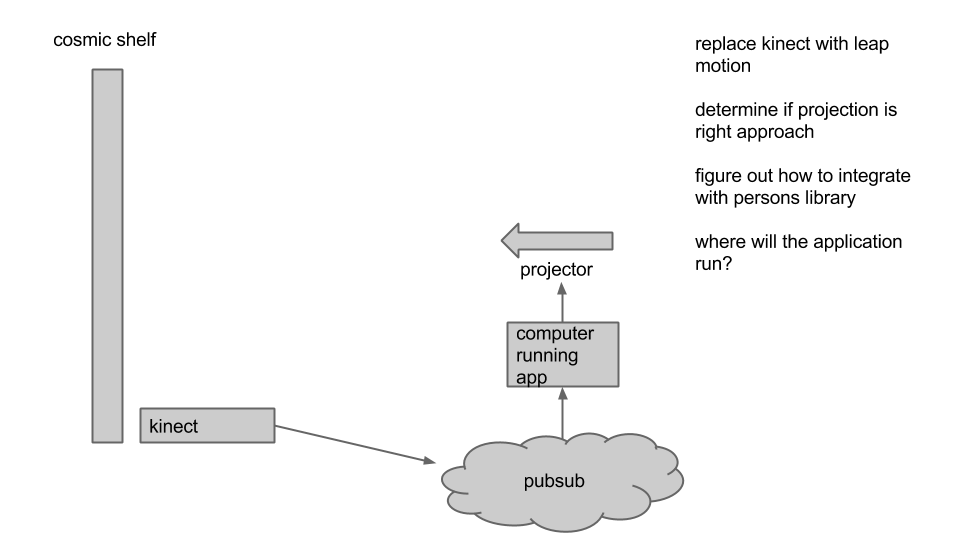 cosmic shelf
replace kinect with leap
motion
determine if projection is
right approach
figure out how to integrate
with persons library
where will the application
run?
projector
computer
running
app
kinect
pubsub